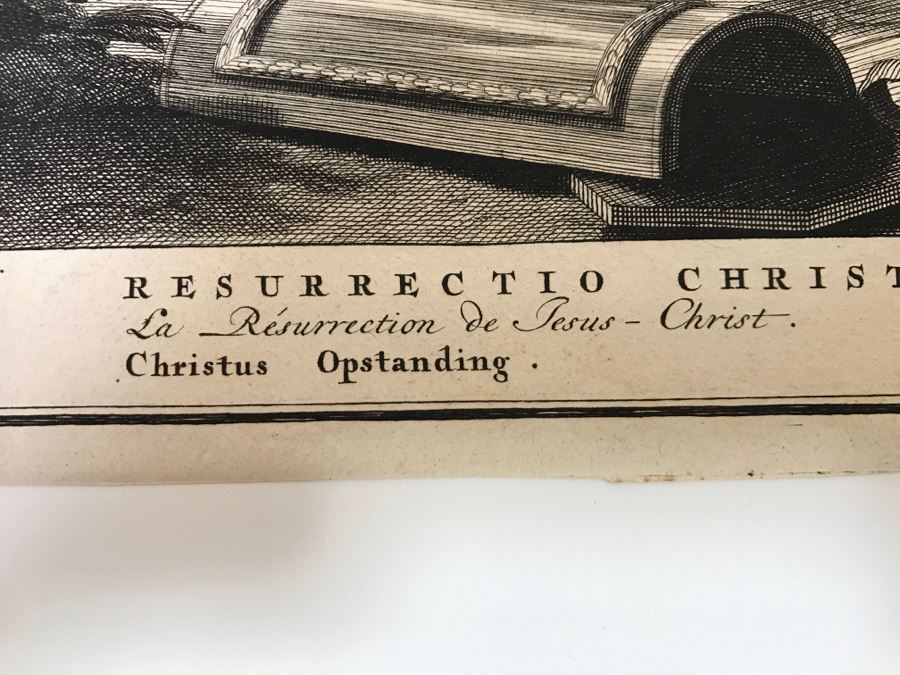 RESURRECTIO CHRIST
La Résurrection de Jesus-Christ.
Christus Opstanding.